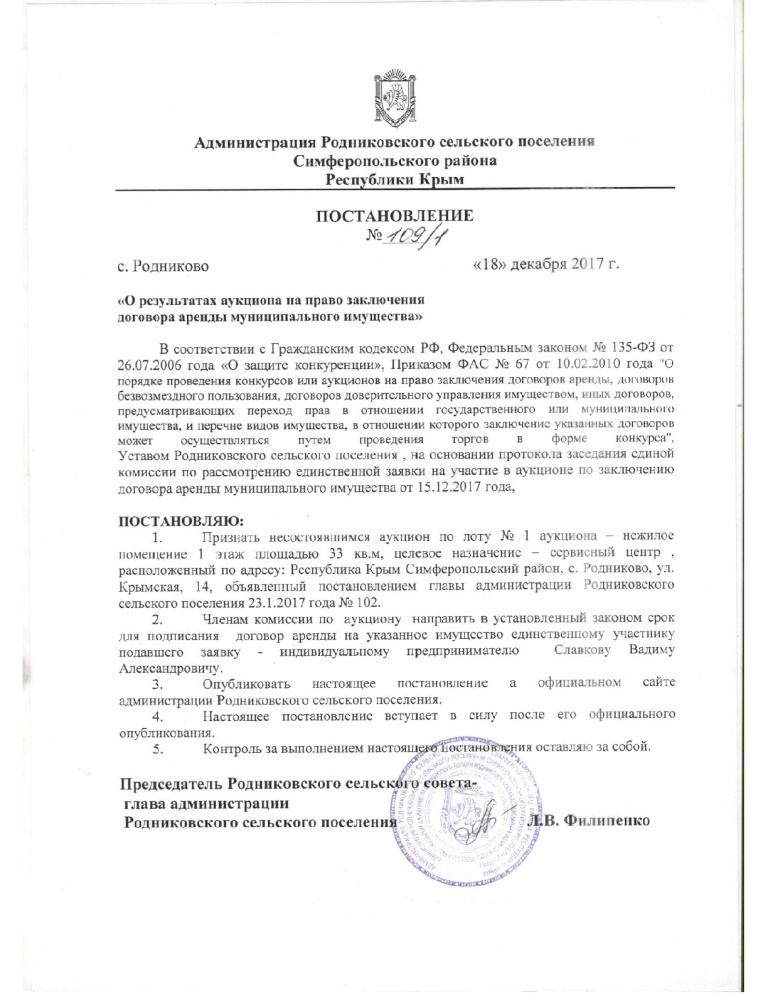 Администрация Родниковского сельского поселения
Симферопольского района
Республики Крым
ПОСТАНОВЛЕНИЕ
№ 109/1
с. Родниково «18» декабря 2017 г.
«О результатах аукциона на право заключения
договора аренды муниципального имущества»
В соответствии с Гражданским кодексом РФ, Федеральным законом № 135-ФЗ от
26.07.2006 года «О защите конкуренции», Приказом ФАС № 67 от 10.02.2010 года "О
порядке проведения конкурсов или аукционов на право заключения договоров аренды, договоров
безвозмездного пользования, договоров доверительного управления имуществом, иных договоров,
предусматривающих переход прав в отношении государственного или муниципального
имущества, и перечне видов имущества, в отношении которого заключение указанных договоров
может осуществляться путем проведения торгов в форме конкурса",
Уставом Родниковского сельского поселения , на основании протокола заседания единой
комиссии по рассмотрению единственной заявки на участие в аукционе по заключению
договора аренды муниципального имущества от 15.12.2017 года,
ПОСТАНОВЛЯЮ:
1. Признать несостоявшимся аукцион по лоту № 1 аукциона – нежилое
помещение 1 этаж площадью 33 кв.м, целевое назначение – сервисный центр ,
расположенный по адресу: Республика Крым Симферопольский район, с. Родниково, ул.
Крымская, 14, объявленный постановлением главы администрации Родниковского
сельского поселения 23.1.2017 года № 102.
2. Членам комиссии по аукциону направить в установленный законом срок
для подписания договор аренды на указанное имущество единственному участнику
подавшего заявку - индивидуальному предпринимателю Славкову Вадиму
Александровичу.
3. Опубликовать настоящее постановление а официальном сайте
администрации Родниковского сельского поселения.
4. Настоящее постановление вступает в силу после его официального
опубликования.
5. Контроль за выполнением настоящего постановления оставляю за собой.
Председатель Родниковского сельского совета-
глава администрации
Родниковского сельского поселения Л.В. Филипенко